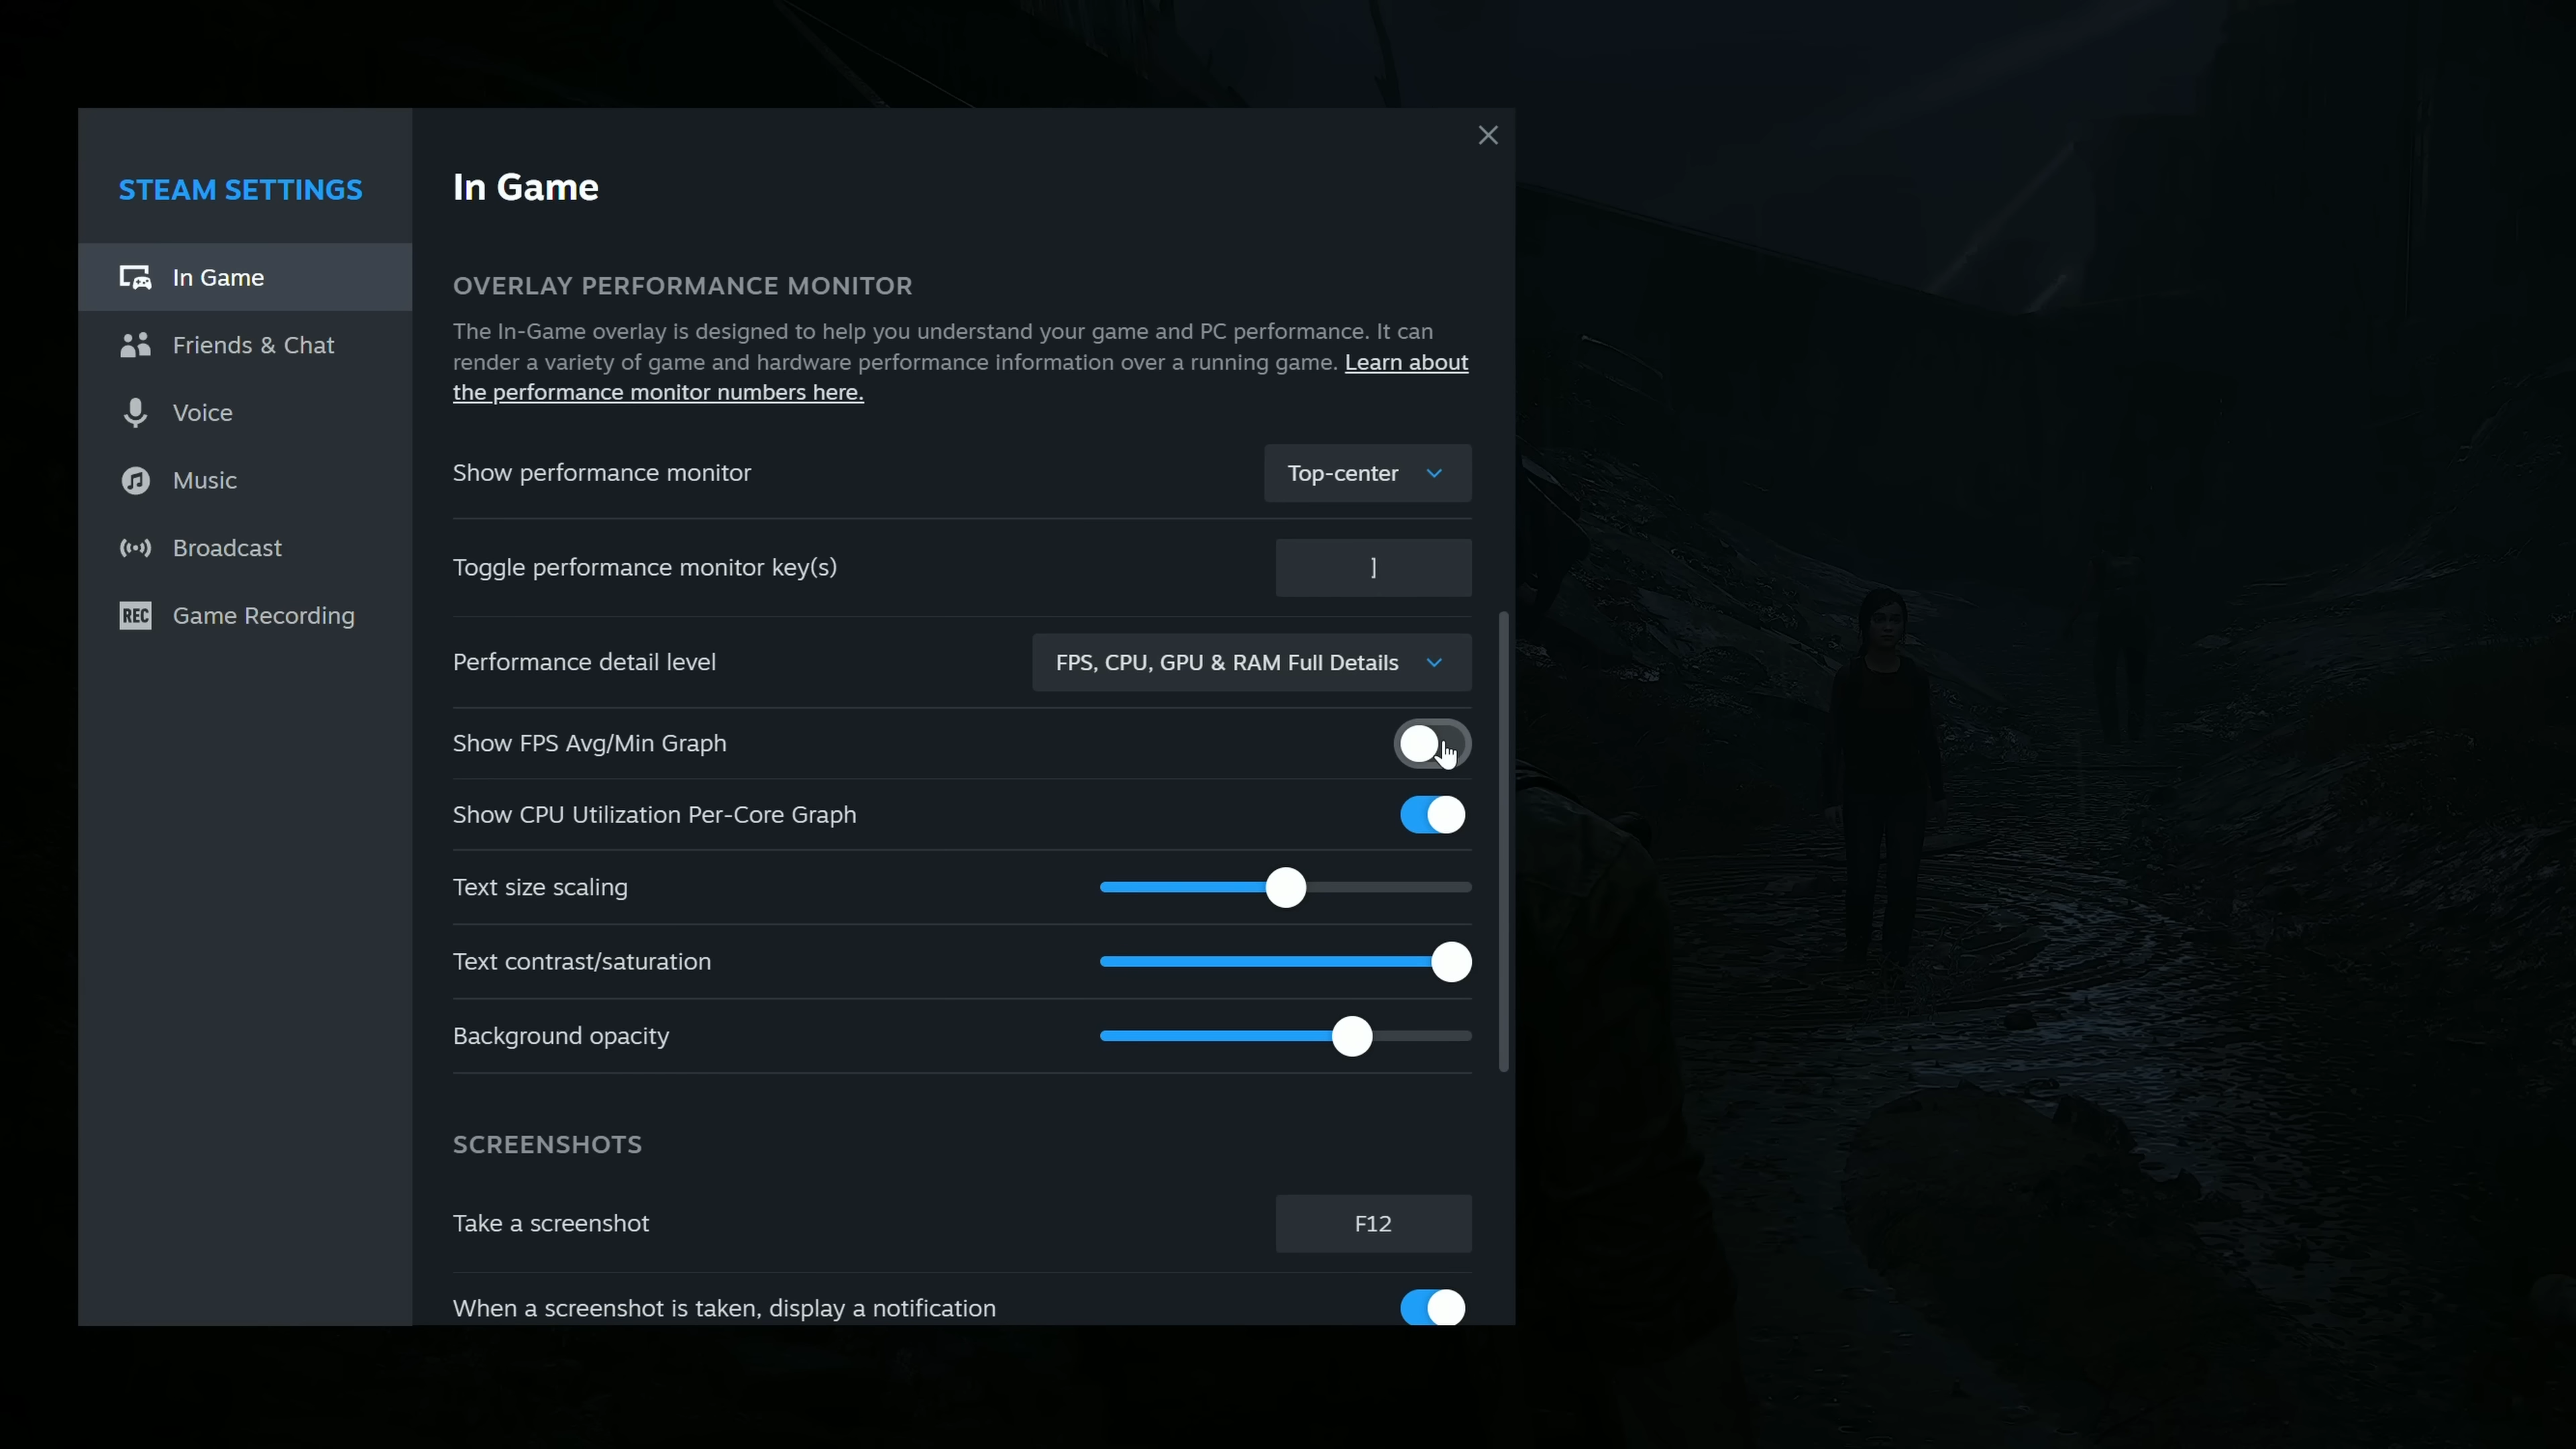 STEAM SETTINGS
In Game
Friends & Chat
Voice
Music
Broadcast
REC Game Recording
In Game
OVERLAY PERFORMANCE MONITOR
The In-Game overlay is designed to help you understand your game and PC performance. It can
render a variety of game and hardware performance information over a running game. Learn about
the performance monitor numbers here.
Show performance monitor Top-center
Toggle performance monitor key(s) ]
Performance detail level FPS, CPU, GPU & RAM Full Details
Show FPS Avg/Min Graph
Show CPU Utilization Per-Core Graph
Text size scaling
Text contrast/saturation
Background opacity
SCREENSHOTS
Take a screenshot F12
When a screenshot is taken, display a notification